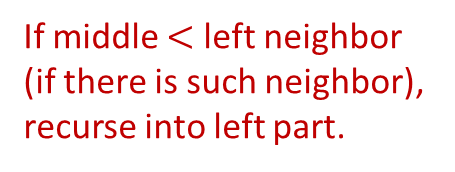 If middle < left neighbor
(if there is such neighbor),
recurse into left part.